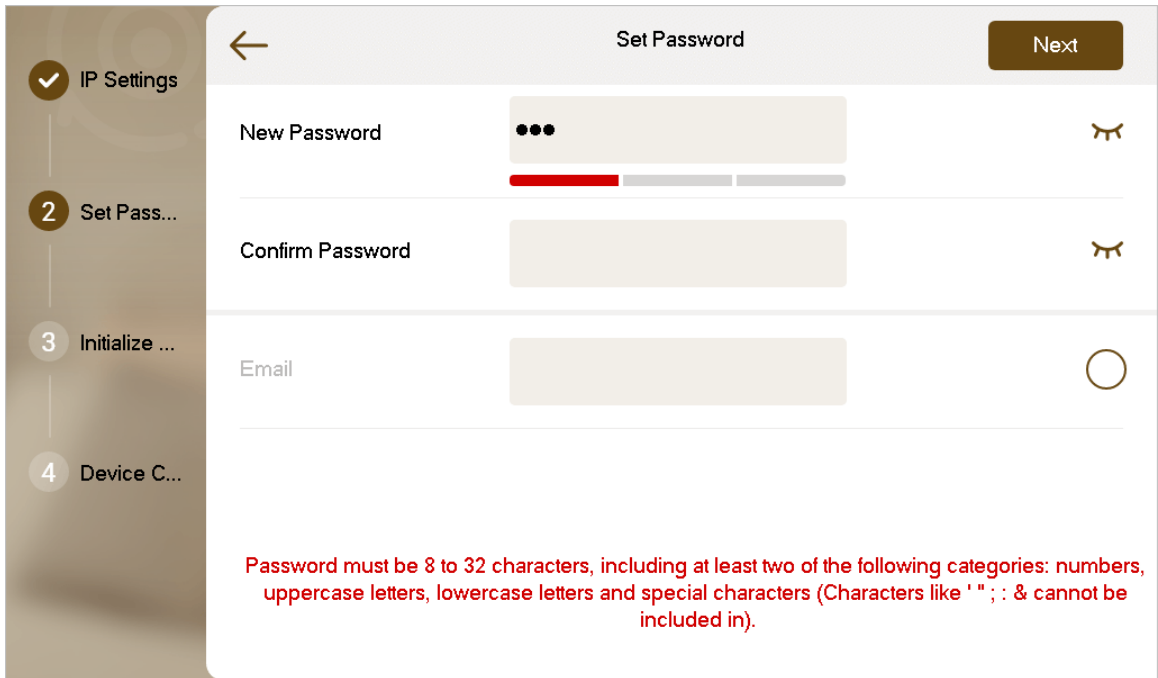 Set Password
Next
IP Settings
New Password
●●●
2
Set Pass...
Confirm Password
3
Initialize ...
Email
4
Device C...
Password must be 8 to 32 characters, including at least two of the following categories: numbers,
uppercase letters, lowercase letters and special characters (Characters like ' " ; : & cannot be
included in).